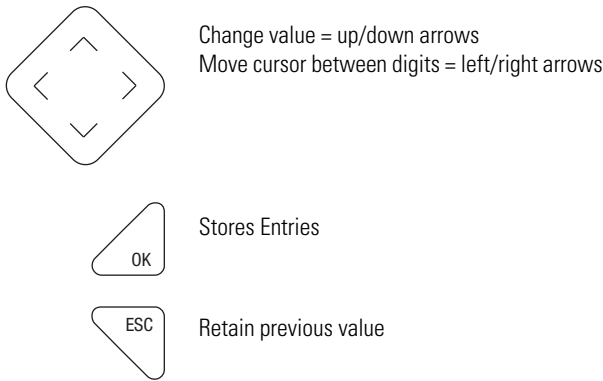 Change value = up/down arrows
Move cursor between digits = left/right arrows
OK
Stores Entries
ESC
Retain previous value